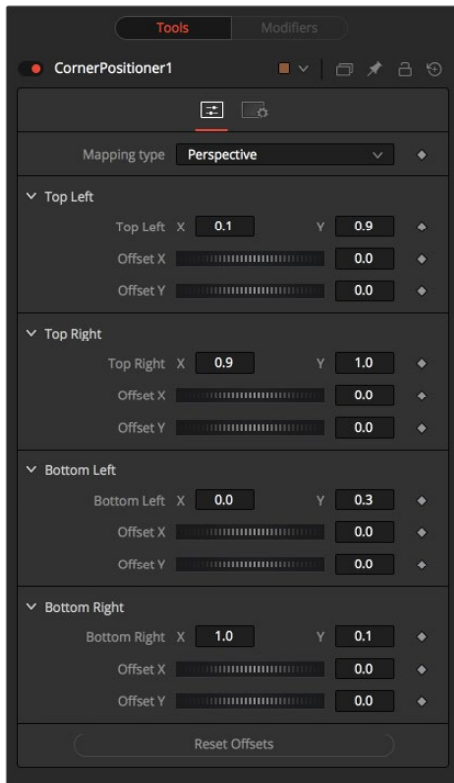 Tools Modifiers
CornerPositioner1
Mapping type Perspective
Top Left
Top Left X 0.1 Y 0.9
Offset X 0.0
Offset Y 0.0
Top Right
Top Right X 0.9 Y 1.0
Offset X 0.0
Offset Y 0.0
Bottom Left
Bottom Left X 0.0 Y 0.3
Offset X 0.0
Offset Y 0.0
Bottom Right
Bottom Right X 1.0 Y 0.1
Offset X 0.0
Offset Y 0.0
Reset Offsets